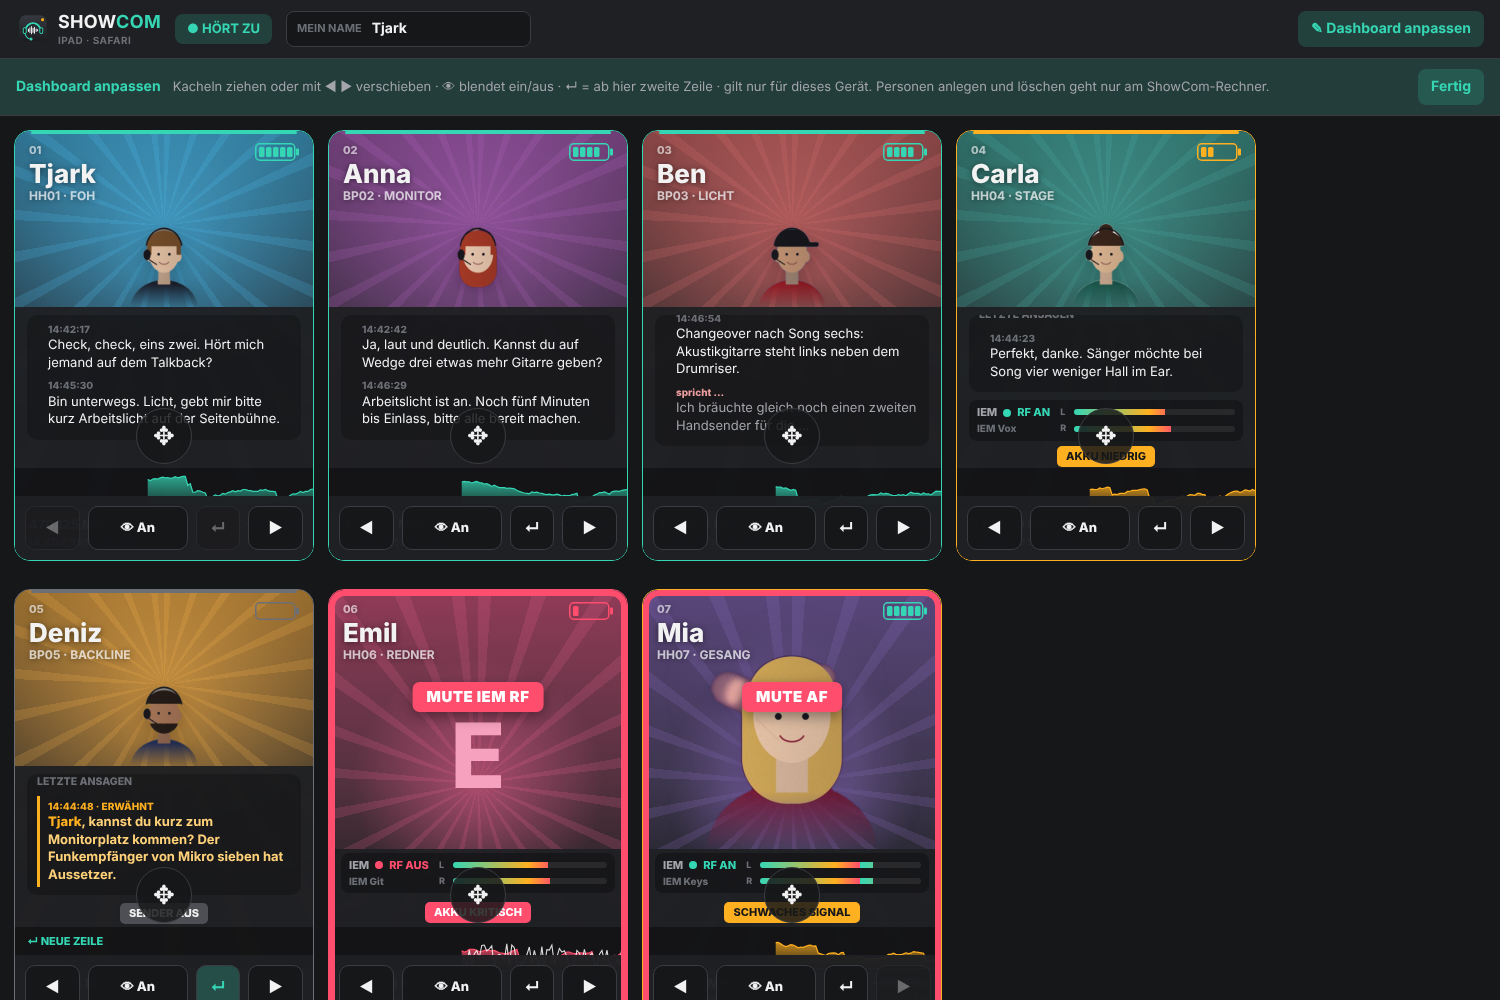 SHOWCOM
IPAD · SAFARI
HÖRT ZU
MEIN NAME Tjark
✎ Dashboard anpassen
Dashboard anpassen Kacheln ziehen oder mit ◀ ▶ verschieben · 👁 blendet ein/aus · ↵ = ab hier zweite Zeile · gilt nur für dieses Gerät. Personen anlegen und löschen geht nur am ShowCom-Rechner.
Fertig
01
Tjark
HH01 · FOH
14:42:17
Check, check, eins zwei. Hört mich
jemand auf dem Talkback?
14:45:30
Bin unterwegs. Licht, gebt mir bitte
kurz Arbeitslicht auf der Seitenbühne.
◀ 👁 An ↵ ▶
02
Anna
BP02 · MONITOR
14:42:42
Ja, laut und deutlich. Kannst du auf
Wedge drei etwas mehr Gitarre geben?
14:46:29
Arbeitslicht ist an. Noch fünf Minuten
bis Einlass, bitte alle bereit machen.
◀ 👁 An ↵ ▶
03
Ben
BP03 · LICHT
14:46:54
Changeover nach Song sechs:
Akustikgitarre steht links neben dem
Drumriser.
spricht ...
Ich bräuchte gleich noch einen zweiten
Handsender für
◀ 👁 An ↵ ▶
04
Carla
HH04 · STAGE
LETZTE ANSAGEN
14:44:23
Perfekt, danke. Sänger möchte bei
Song vier weniger Hall im Ear.
IEM RF AN L
IEM Vox R
AKKU NIEDRIG
◀ 👁 An ↵ ▶
05
Deniz
BP05 · BACKLINE
LETZTE ANSAGEN
14:44:48 · ERWÄHNT
Tjark, kannst du kurz zum
Monitorplatz kommen? Der
Funkempfänger von Mikro sieben hat
Aussetzer.
SENDER AUS
↵ NEUE ZEILE
◀ 👁 An ↵ ▶
06
Emil
HH06 · REDNER
MUTE IEM RF
E
IEM RF AUS L
IEM Git R
AKKU KRITISCH
◀ 👁 An ↵ ▶
07
Mia
HH07 · GESANG
MUTE AF
IEM RF AN L
IEM Keys R
SCHWACHES SIGNAL
◀ 👁 An ↵ ▶